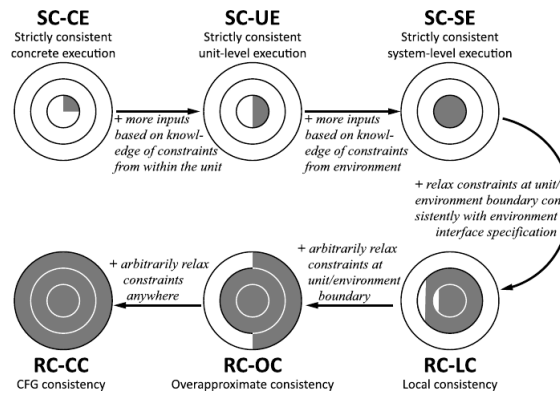 SC-CE
Strictly consistent
concrete execution
SC-UE
Strictly consistent
unit-level execution
SC-SE
Strictly consistent
system-level execution
+ more inputs
based on knowl-
edge of constraints
from within the unit
+ more inputs
based on knowl-
edge of constraints
from environment
+ relax constraints at unit/
environment boundary con-
sistently with environment
interface specification
+ arbitrarily relax
constraints
anywhere
+ arbitrarily relax
constraints at
unit/environment
boundary
RC-CC
CFG consistency
RC-OC
Overapproximate consistency
RC-LC
Local consistency